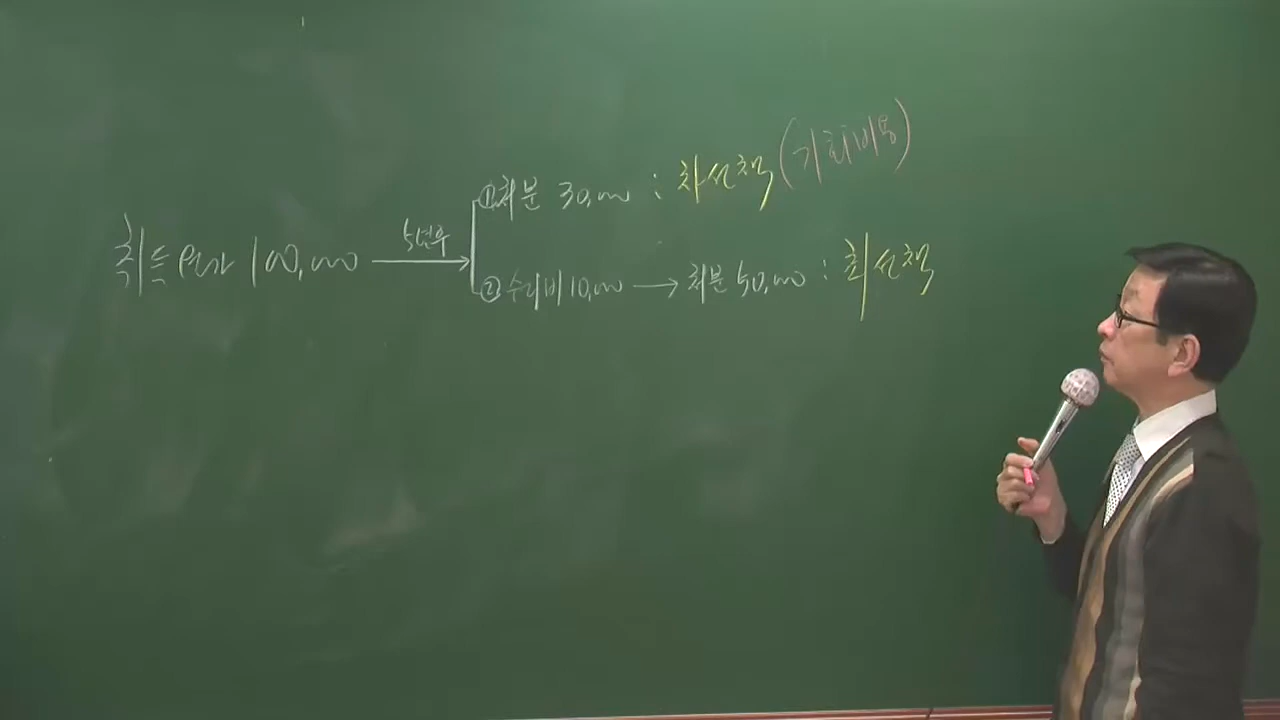 ①처분 30,000 : 차선책 (기회비용)
취득원가 100,000 5년후
②수리비 10,000 → 처분 50,000 : 최선책